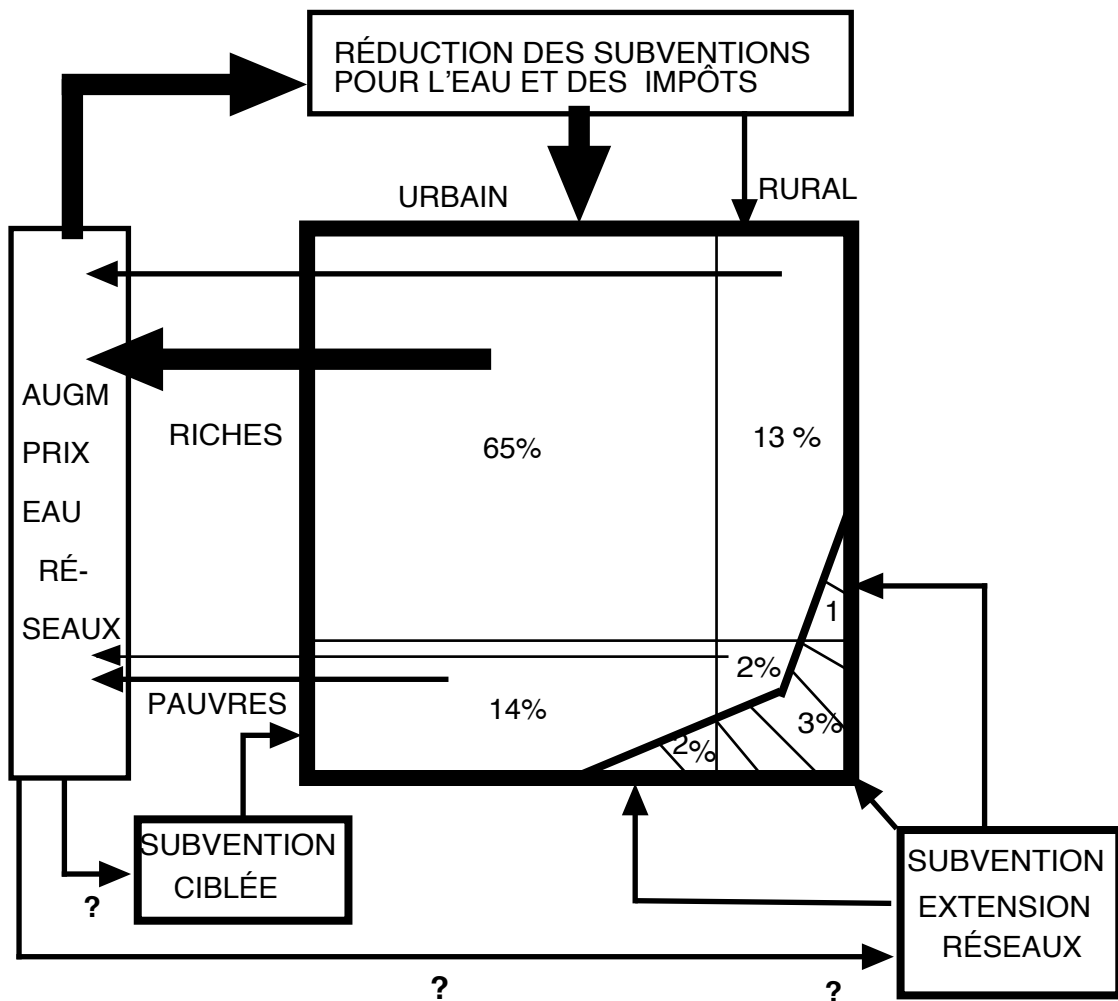 RÉDUCTION DES SUBVENTIONS
POUR L'EAU ET DES IMPÔTS
URBAIN
RURAL
AUGM
PRIX
EAU
RÉ-
SEAUX
RICHES
65%
13 %
1
2%
PAUVRES
14%
3%
2%
SUBVENTION
CIBLÉE
?
SUBVENTION
EXTENSION
RÉSEAUX
?
?